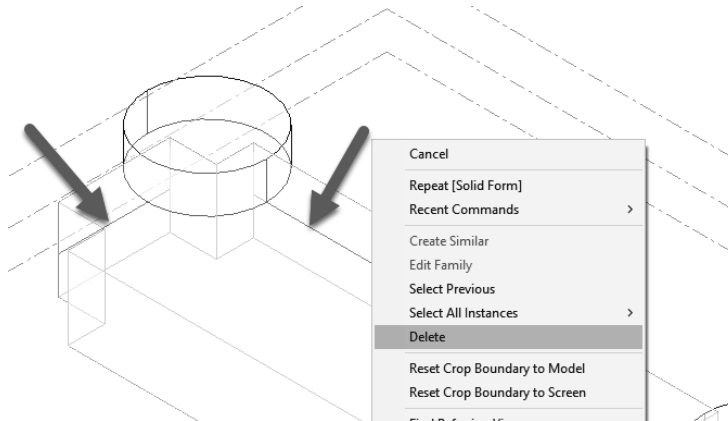 Cancel
Repeat [Solid Form]
Recent Commands
Create Similar
Edit Family
Select Previous
Select All Instances
Delete
Reset Crop Boundary to Model
Reset Crop Boundary to Screen